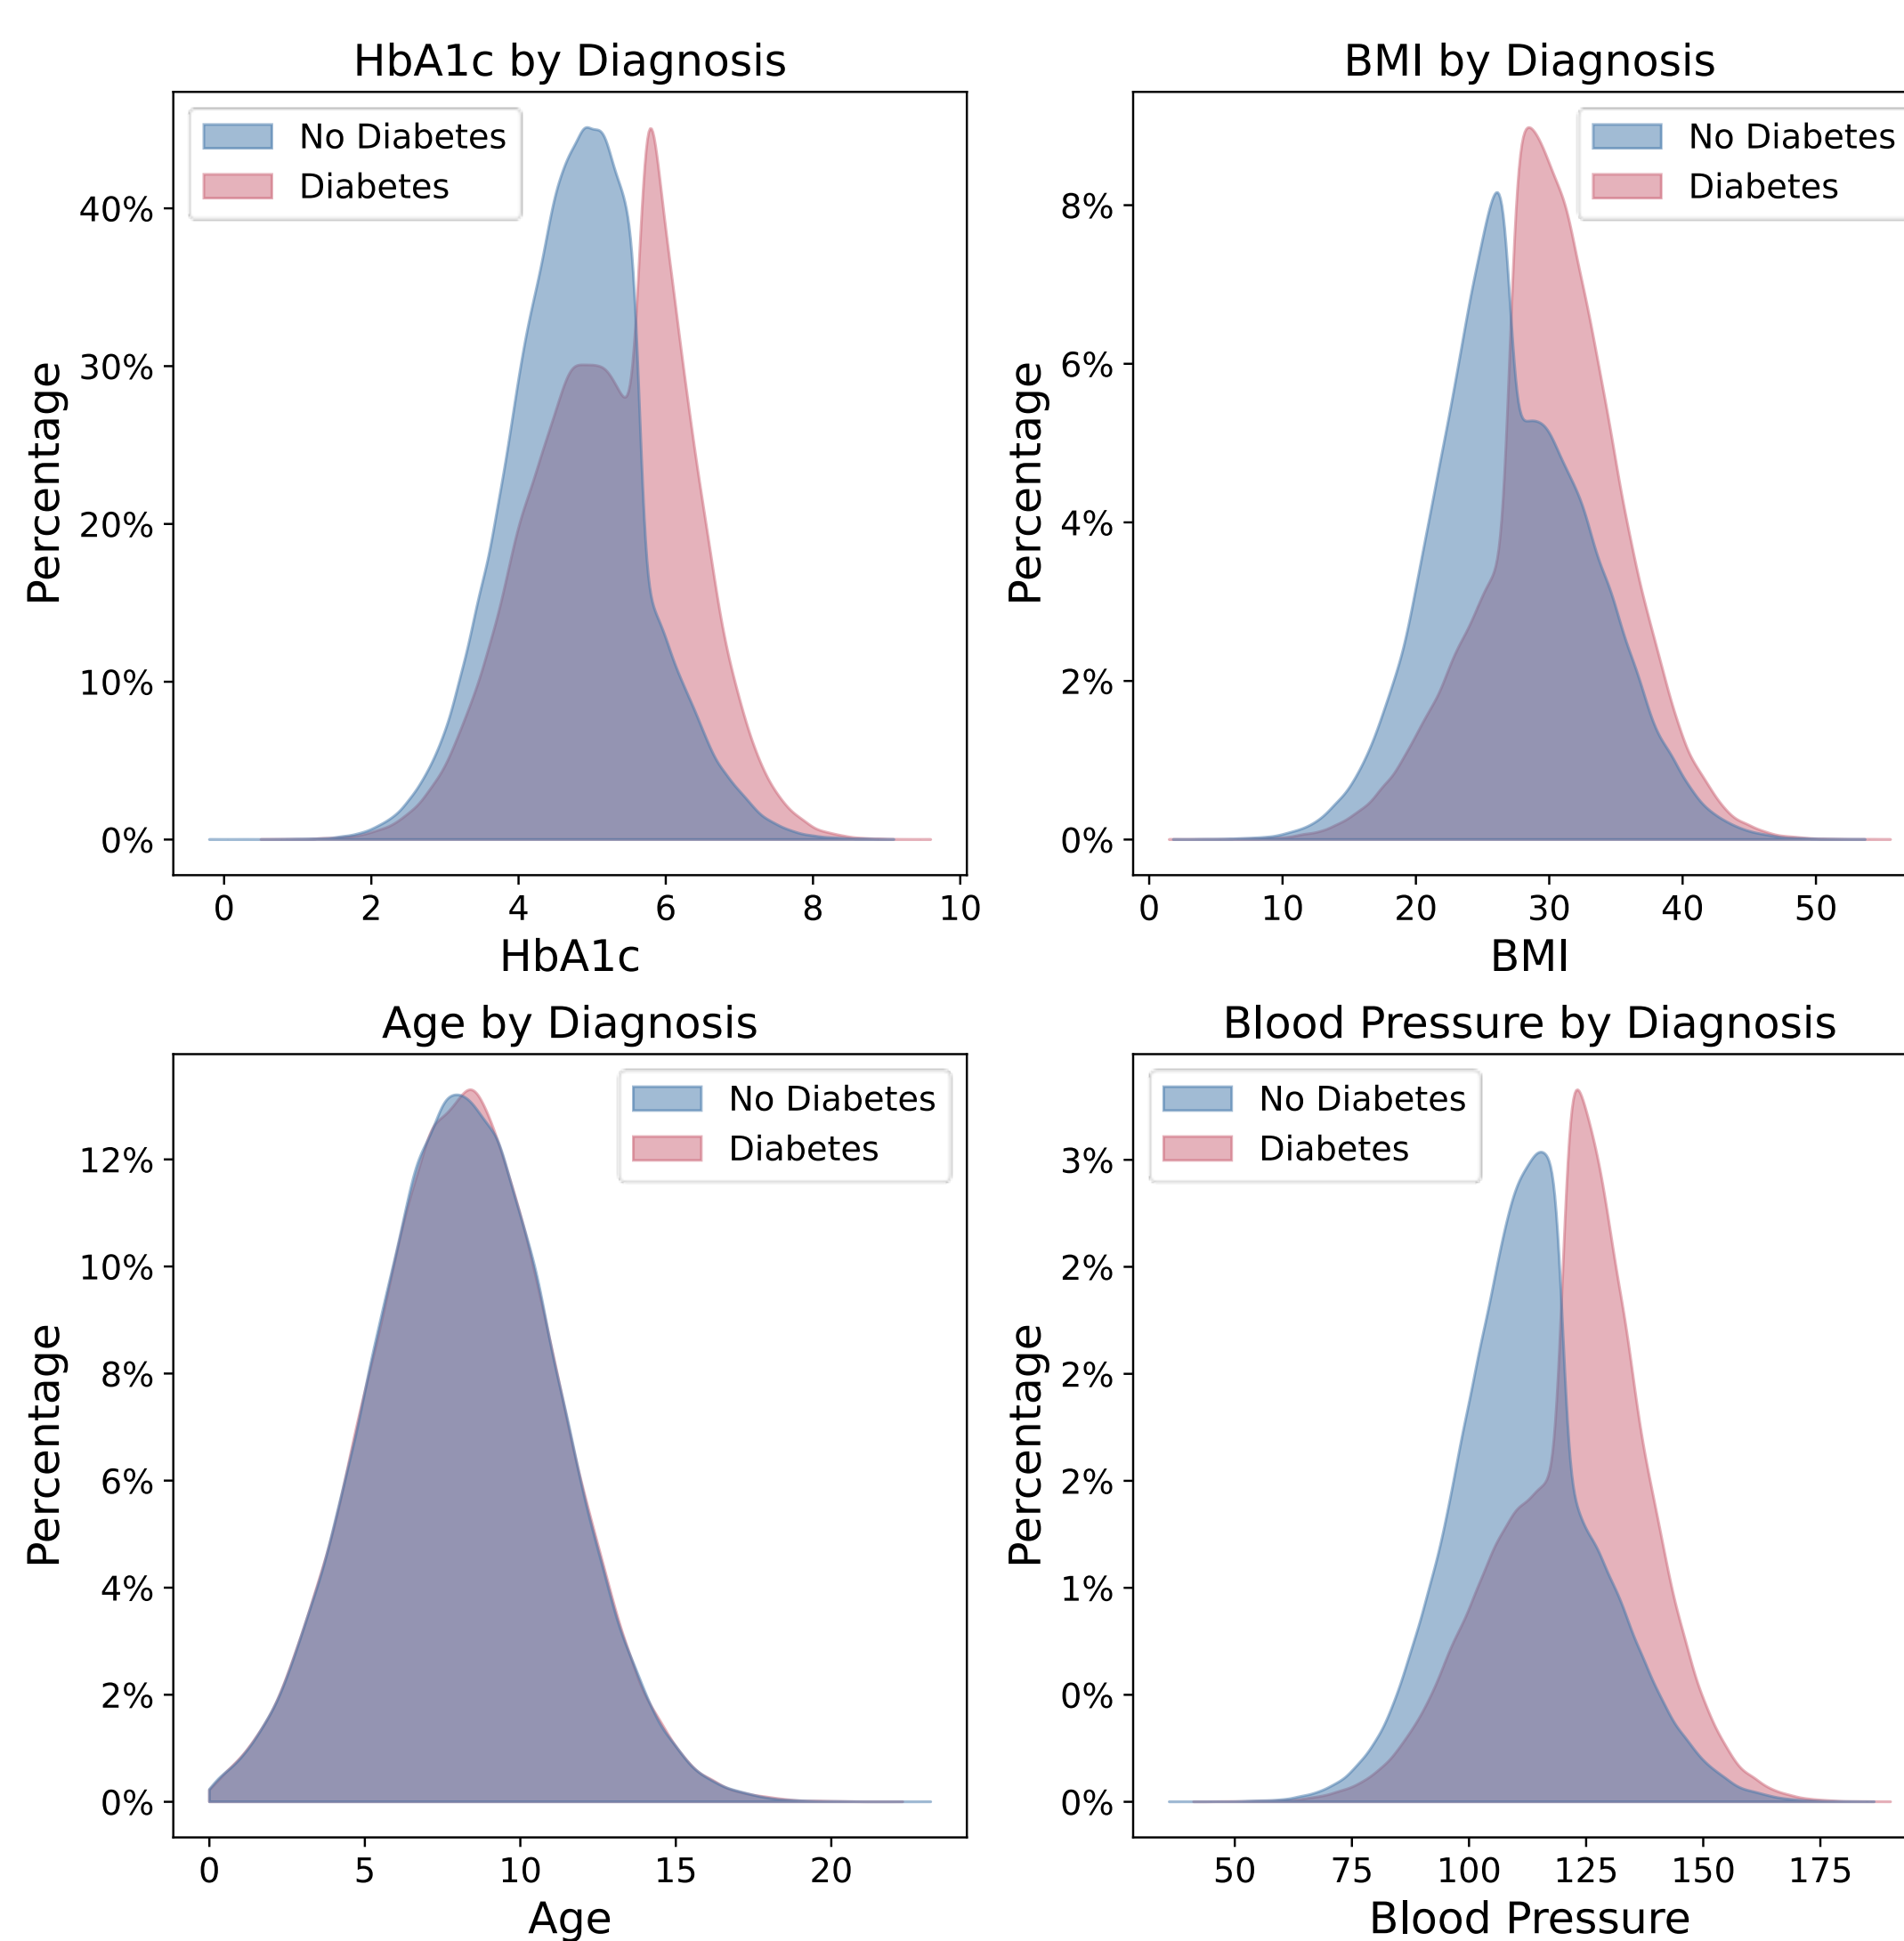 HbA1c by Diagnosis
No Diabetes
Diabetes
40%
30%
20%
10%
0%
Percentage
0 2 4 6 8 10
HbA1c
BMI by Diagnosis
No Diabetes
Diabetes
8%
6%
4%
2%
0%
Percentage
0 10 20 30 40 50
BMI
Age by Diagnosis
No Diabetes
Diabetes
12%
10%
8%
6%
4%
2%
0%
Percentage
0 5 10 15 20
Age
Blood Pressure by Diagnosis
No Diabetes
Diabetes
3%
2%
2%
2%
1%
0%
0%
Percentage
50 75 100 125 150 175
Blood Pressure